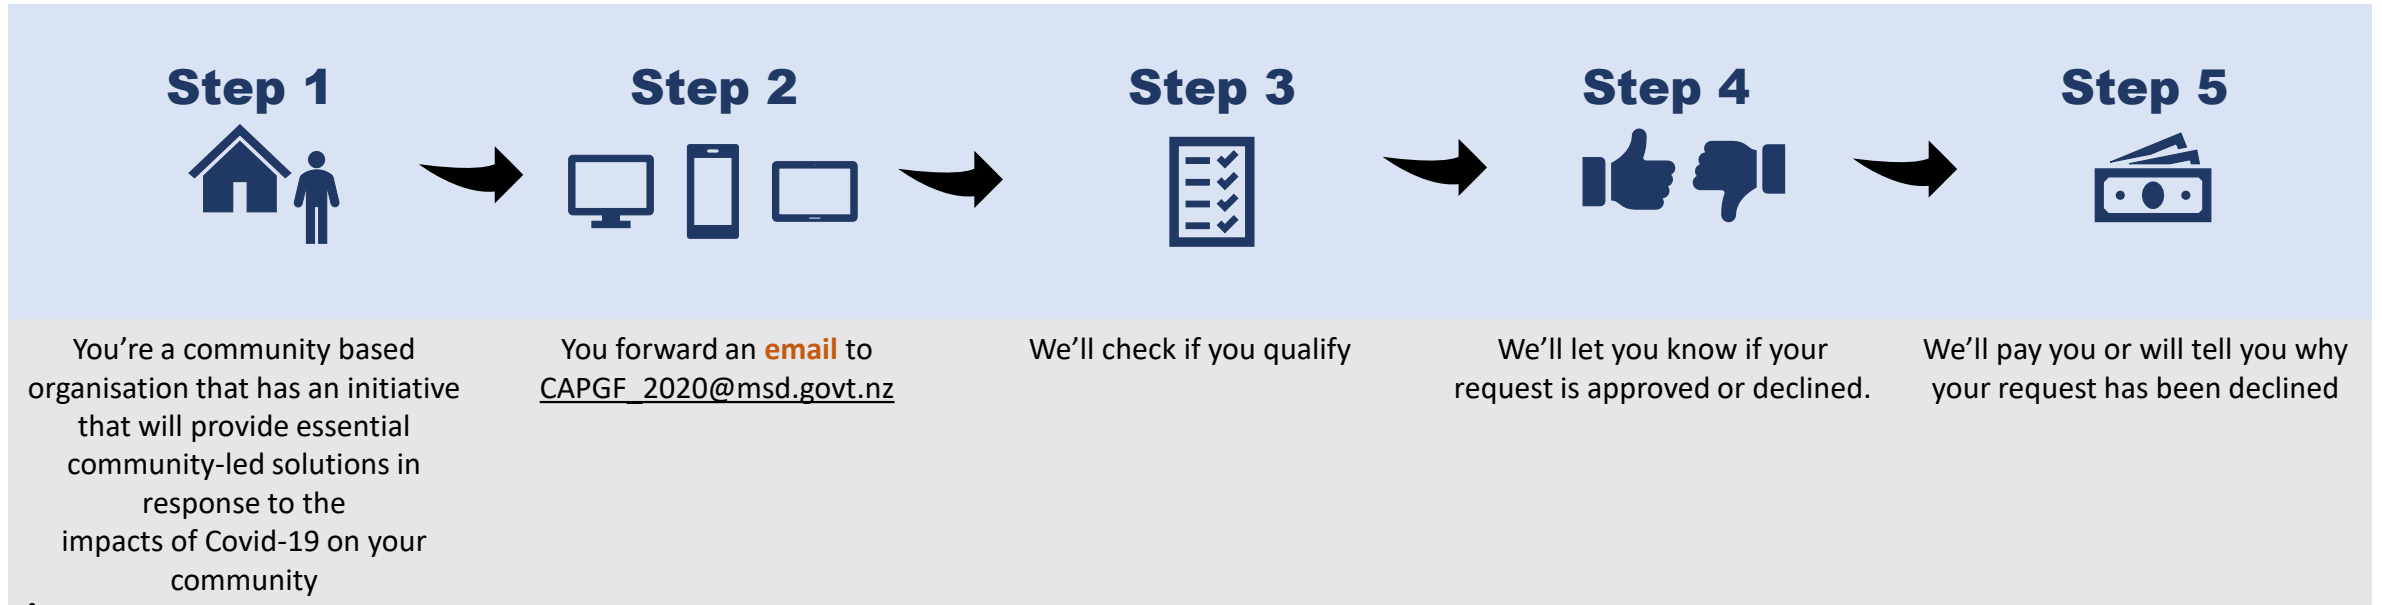 Step 1
You’re a community based
organisation that has an initiative
that will provide essential
community-led solutions in
response to the
impacts of Covid-19 on your
community
Step 2
You forward an email to
CAPGF_2020@msd.govt.nz
Step 3
We’ll check if you qualify
Step 4
We’ll let you know if your
request is approved or declined.
Step 5
We’ll pay you or will tell you why
your request has been declined